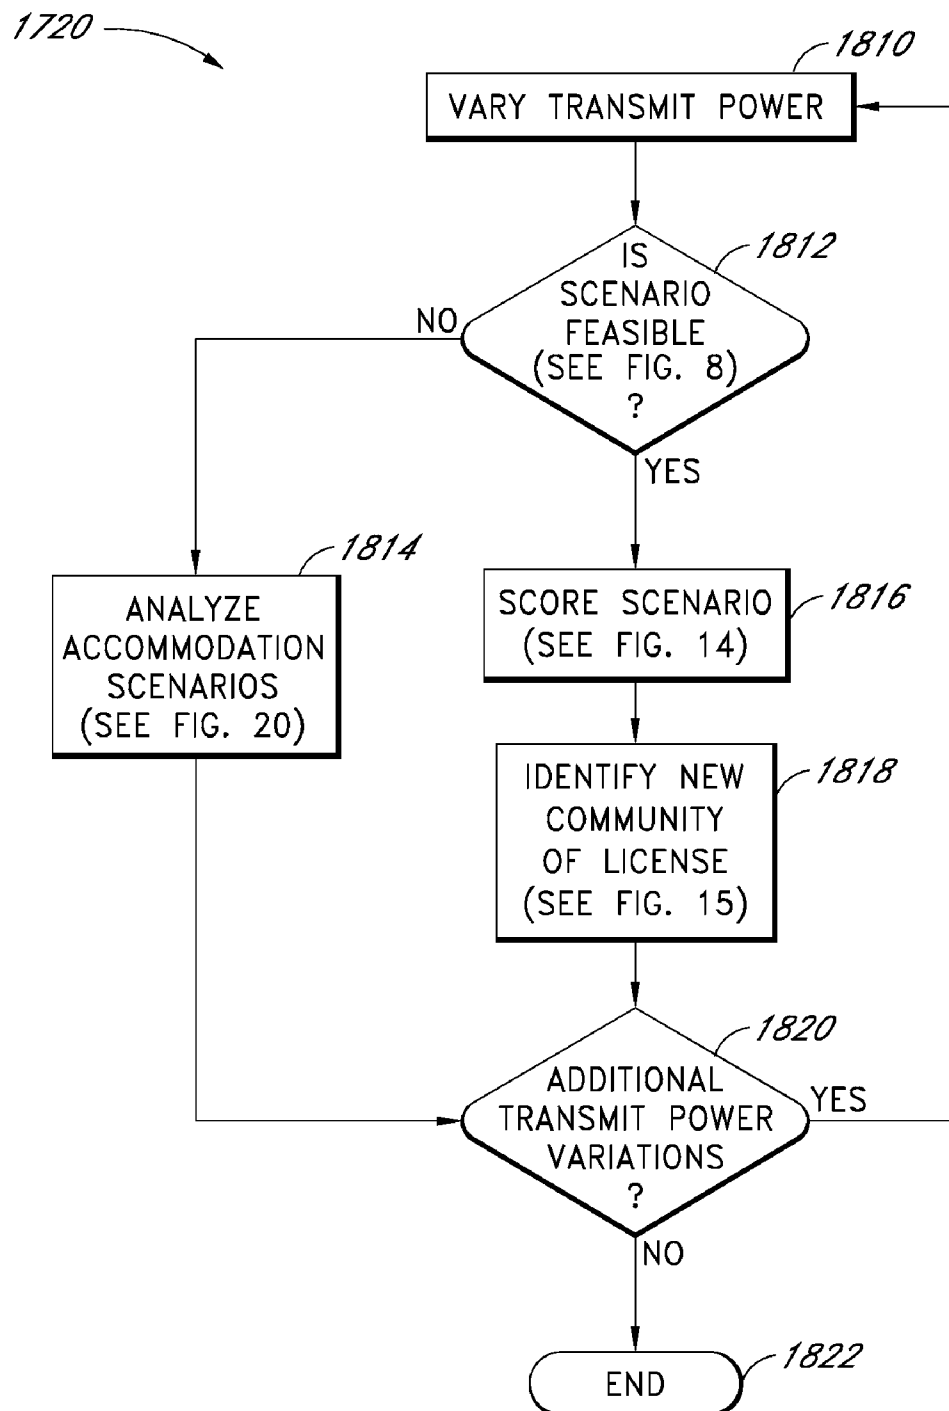 1720
1810
VARY TRANSMIT POWER
1812
IS
SCENARIO
FEASIBLE
(SEE FIG. 8)
?
NO
YES
1814
ANALYZE
ACCOMMODATION
SCENARIOS
(SEE FIG. 20)
1816
SCORE SCENARIO
(SEE FIG. 14)
1818
IDENTIFY NEW
COMMUNITY
OF LICENSE
(SEE FIG. 15)
1820
ADDITIONAL
TRANSMIT POWER
VARIATIONS
?
YES
NO
1822
END